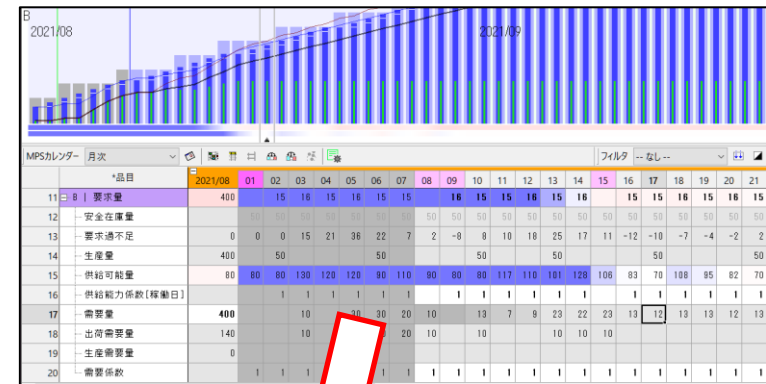 B
2021/08 2021/09
MPSカレンダー 月次 フィルタ -- なし --
*品目 2021/08 01 02 03 04 05 06 07 08 09 10 11 12 13 14 15 16 17 18 19 20 21
11 B | 要求量 400 15 16 15 16 15 15 16 15 15 16 15 16 15 15 16 15 16 15
12 安全在庫量 50 50 50 50 50 50 50 50 50 50 50 50 50 50 50 50 50 50 50 50 50
13 要求過不足 0 0 0 15 21 36 22 7 2 -8 8 10 18 25 17 11 -12 -10 -7 -4 -2 2
14 生産量 400 50 50 50 50 50
15 供給可能量 80 80 80 130 120 120 90 110 90 80 80 117 110 101 128 106 83 70 108 95 82 70
16 供給能力係数[稼働日] 1 1 1 1 1 1 1 1 1 1 1 1 1 1 1 1 1 1
17 需要量 400 10 30 30 20 10 13 7 9 23 22 23 13 12 13 13 12 13
18 出荷需要量 140 10 20 10 10 10 10 10
19 生産需要量 0
20 需要係数 1 1 1 1 1 1 1 1 1 1 1 1 1 1 1 1 1 1 1